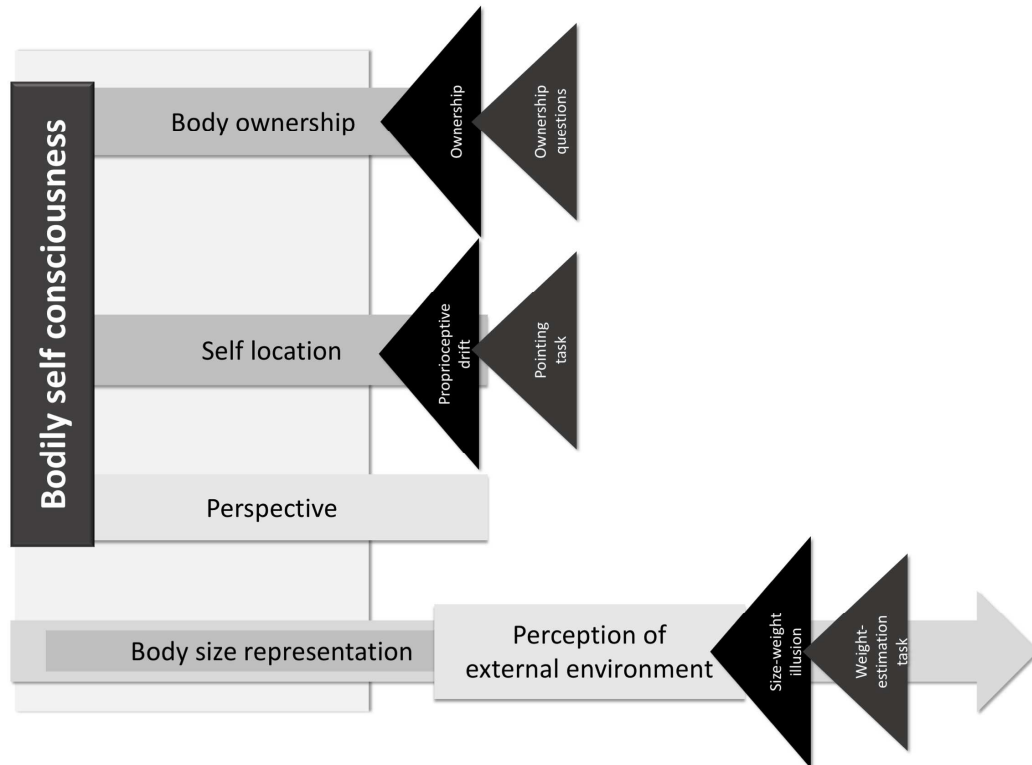 Bodily self consciousness
Body ownership
Ownership
Ownership
questions
Self location
Proprioceptive
drift
Pointing
task
Perspective
Body size representation
Perception of
external environment
Size-weight
illusion
Weight-
estimation
task